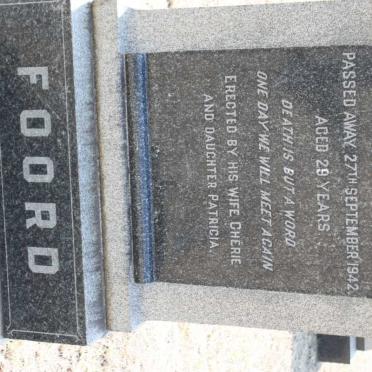 PASSED AWAY 27TH SEPTEMBER 1942
AGED 29 YEARS.
DEATH IS BUT A WORD
ONE DAY WE WILL MEET AGAIN
ERECTED BY HIS WIFE CHERIE
AND DAUGHTER PATRICIA.
FOORD